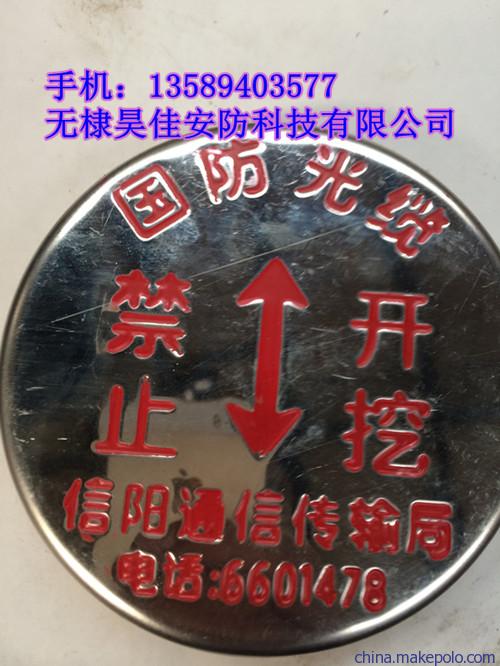 手机：13589403577
无棣昊佳安防科技有限公司
国防光缆
禁止 开挖
信阳通信传输局
电话:6601478
china.makepolo.com